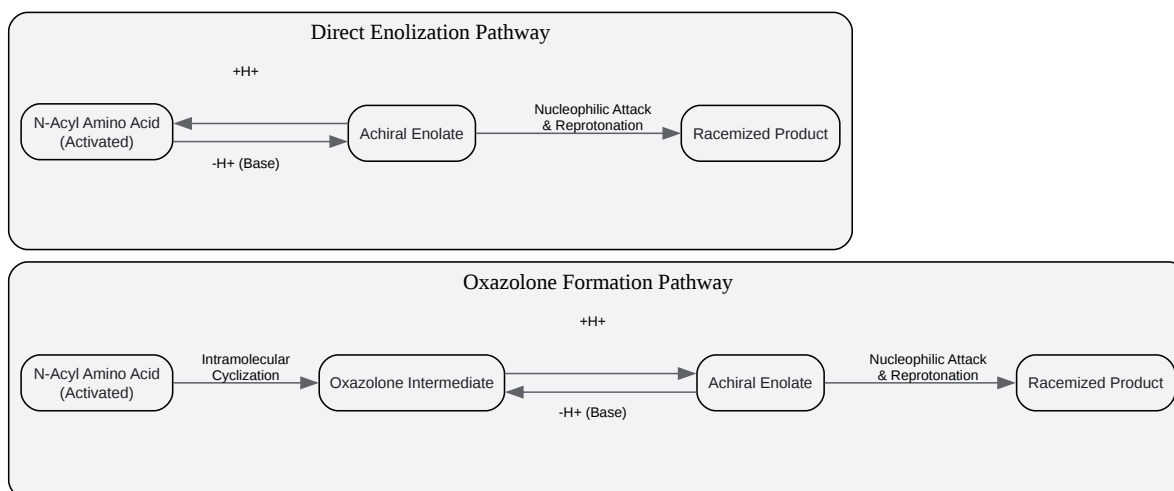 Direct Enolization Pathway
+H+
N-Acyl Amino Acid
(Activated)
Achiral Enolate
Nucleophilic Attack
& Reprotonation
Racemized Product
-H+ (Base)
Oxazolone Formation Pathway
+H+
N-Acyl Amino Acid
(Activated)
Intramolecular
Cyclization
Oxazolone Intermediate
Achiral Enolate
Nucleophilic Attack
& Reprotonation
Racemized Product
-H+ (Base)